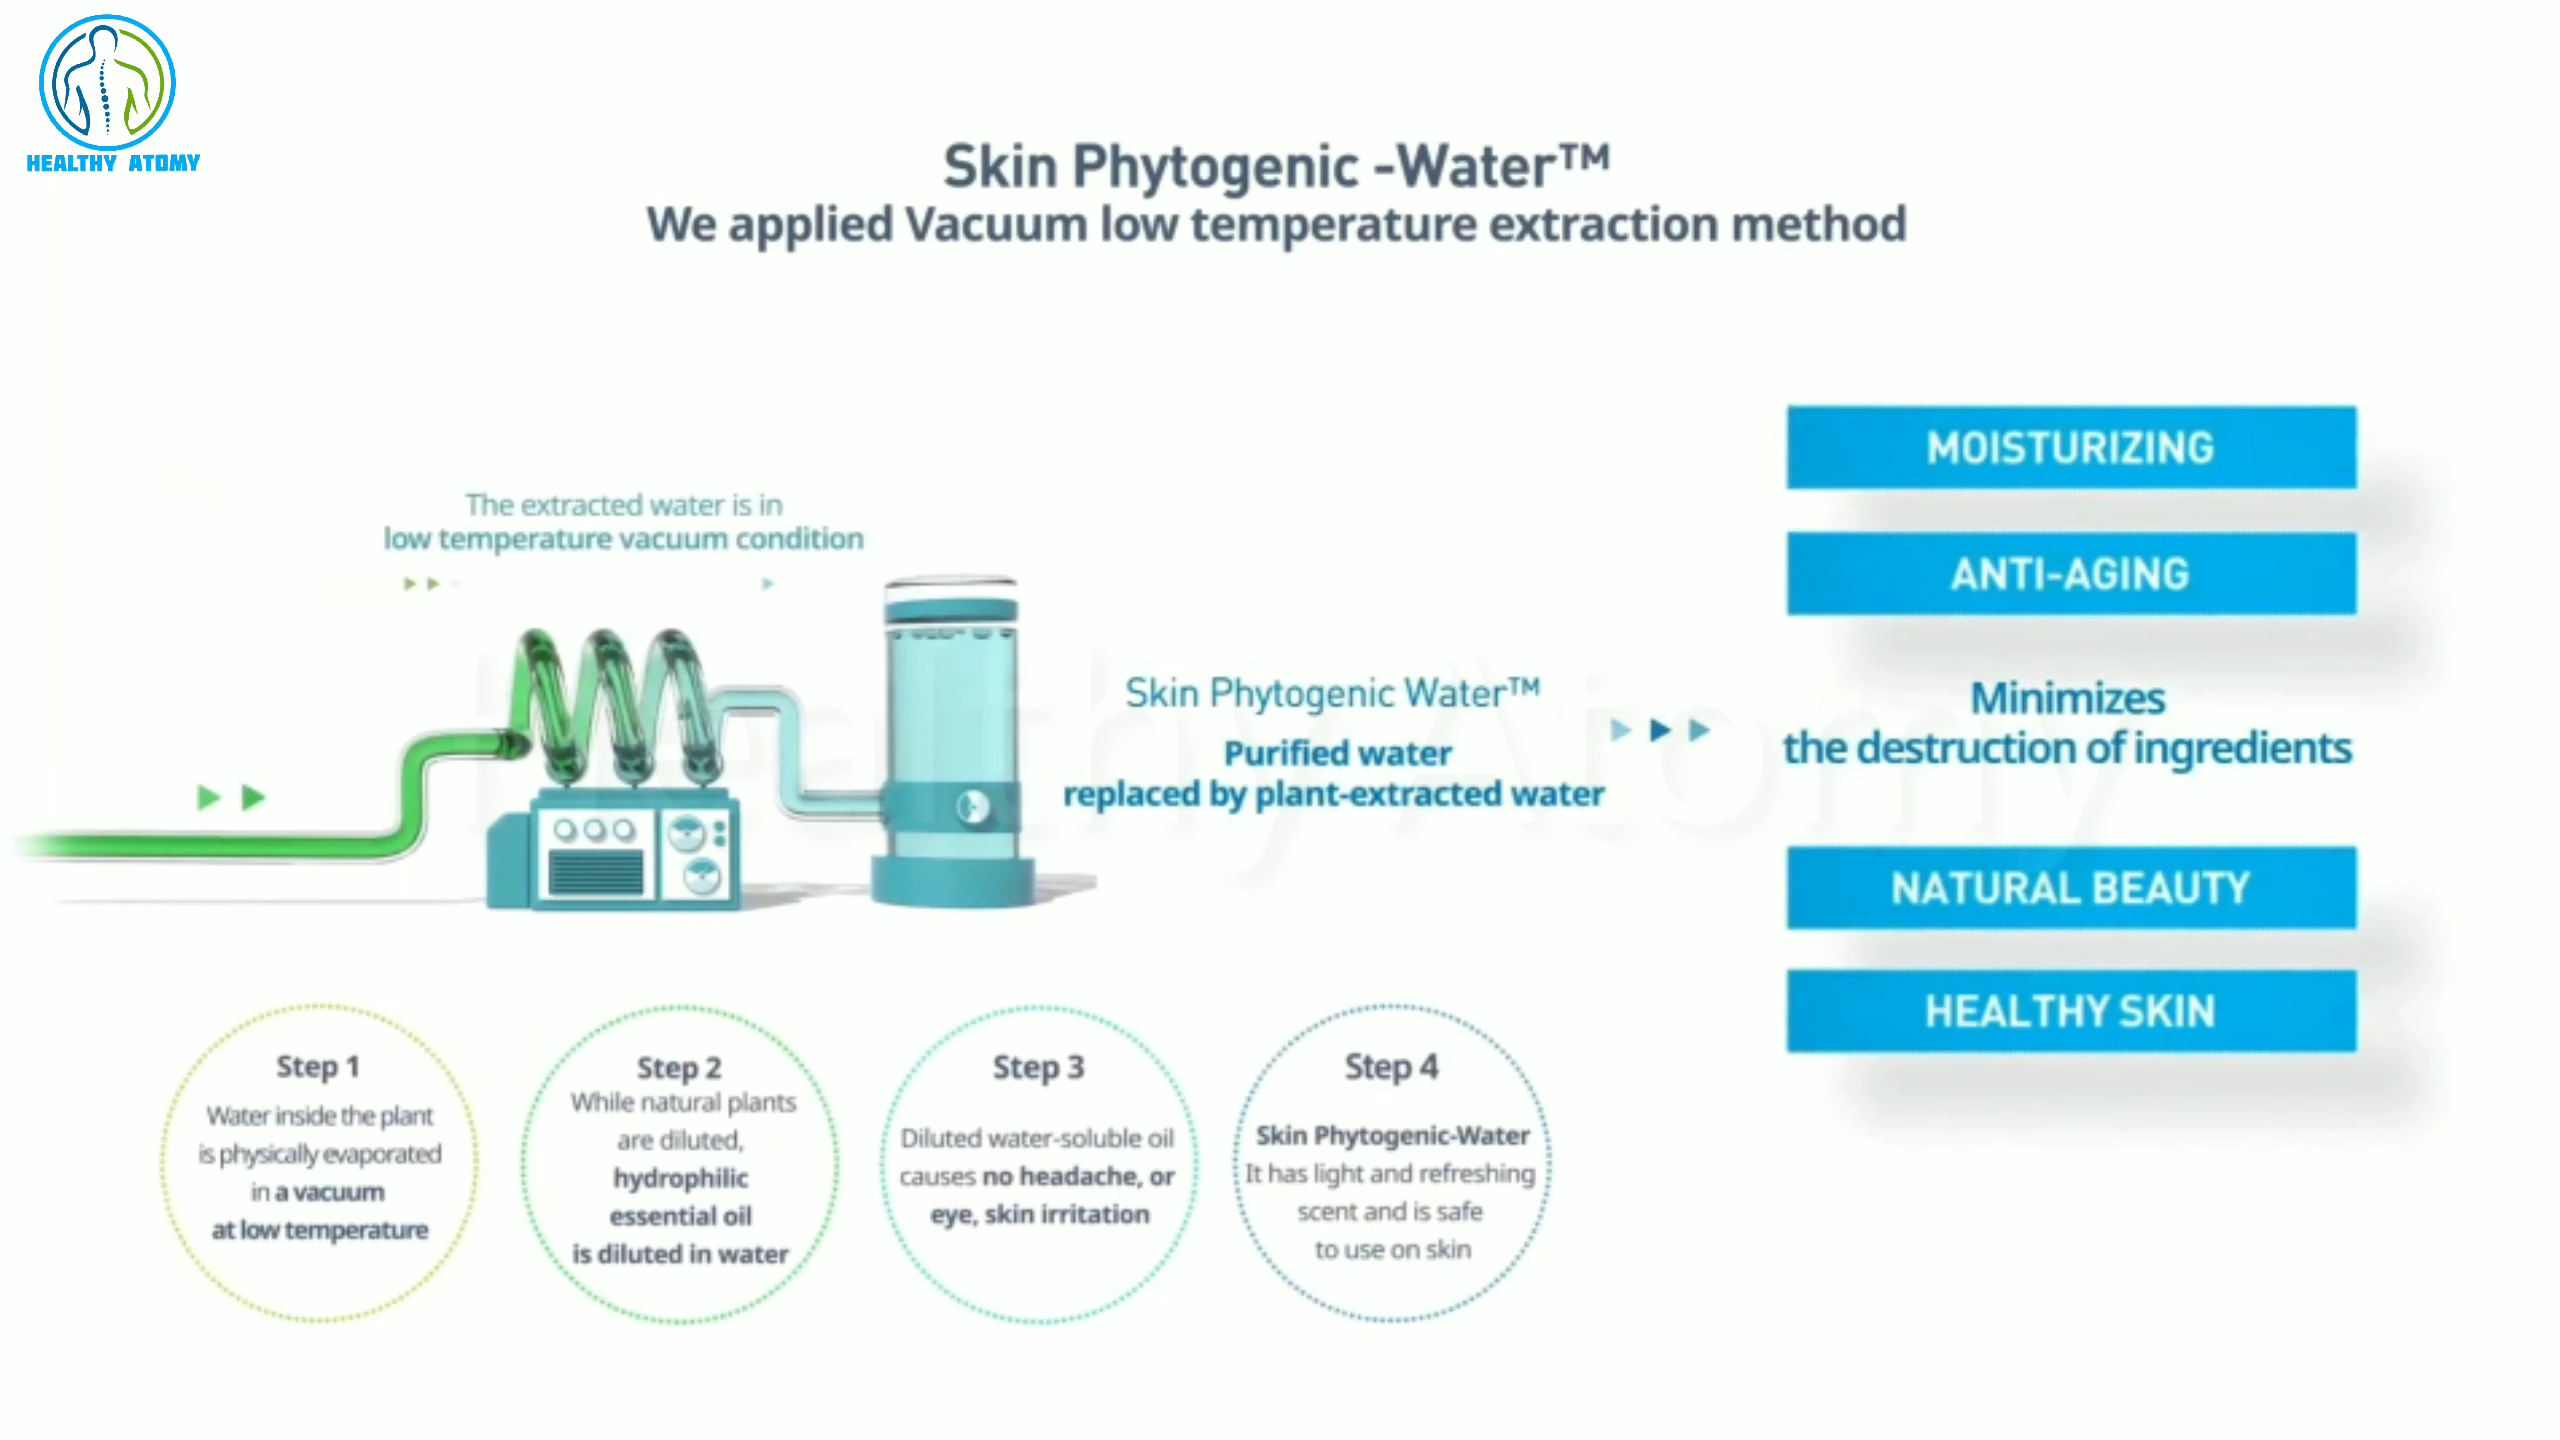 HEALTHY ATOMY
Skin Phytogenic -Water™
We applied Vacuum low temperature extraction method
The extracted water is in
low temperature vacuum condition
Skin Phytogenic Water™
Purified water
replaced by plant-extracted water
MOISTURIZING
ANTI-AGING
Minimizes
the destruction of ingredients
NATURAL BEAUTY
HEALTHY SKIN
Healthy Atomy
Step 1
Water inside the plant
is physically evaporated
in a vacuum
at low temperature
Step 2
While natural plants
are diluted,
hydrophilic
essential oil
is diluted in water
Step 3
Diluted water-soluble oil
causes no headache, or
eye, skin irritation
Step 4
Skin Phytogenic-Water
It has light and refreshing
scent and is safe
to use on skin